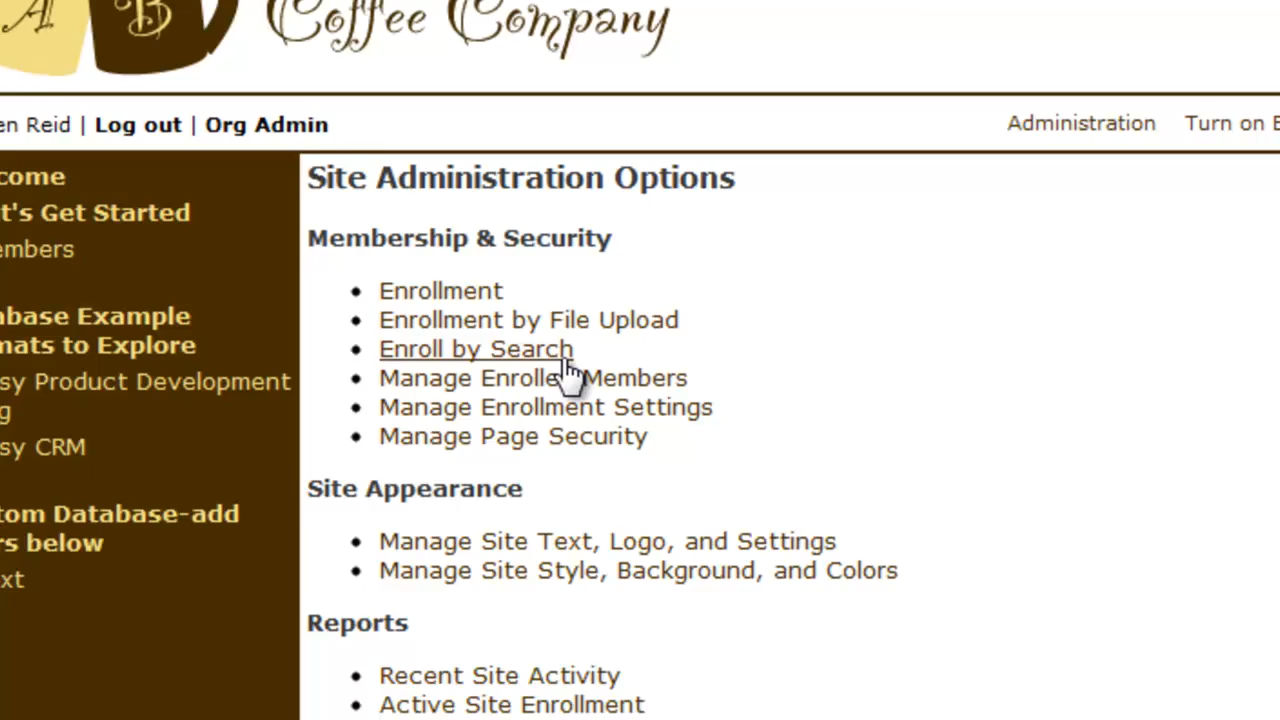 A B Coffee Company
en Reid | Log out | Org Admin
Administration Turn on E
come
t's Get Started
embers
nbase Example
mats to Explore
sy Product Development
g
sy CRM
tom Database-add
rs below
xt
Site Administration Options
Membership & Security
Enrollment
Enrollment by File Upload
Enroll by Search
Manage Enrolle Members
Manage Enrollment Settings
Manage Page Security
Site Appearance
Manage Site Text, Logo, and Settings
Manage Site Style, Background, and Colors
Reports
Recent Site Activity
Active Site Enrollment